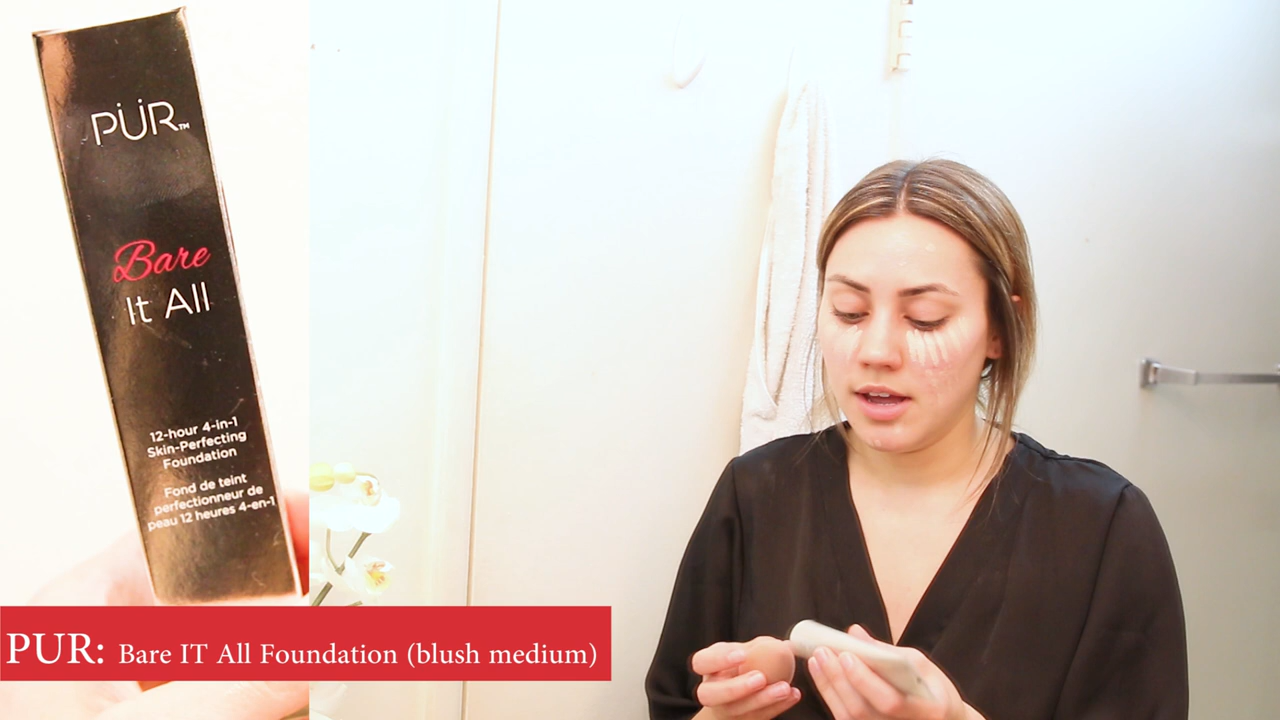 PÜR™
Bare
It All
12-hour 4-in-1
Skin-Perfecting
Foundation
Fond de teint
perfectionneur de
peau 12 heures 4-en-1
PUR: Bare IT All Foundation (blush medium)